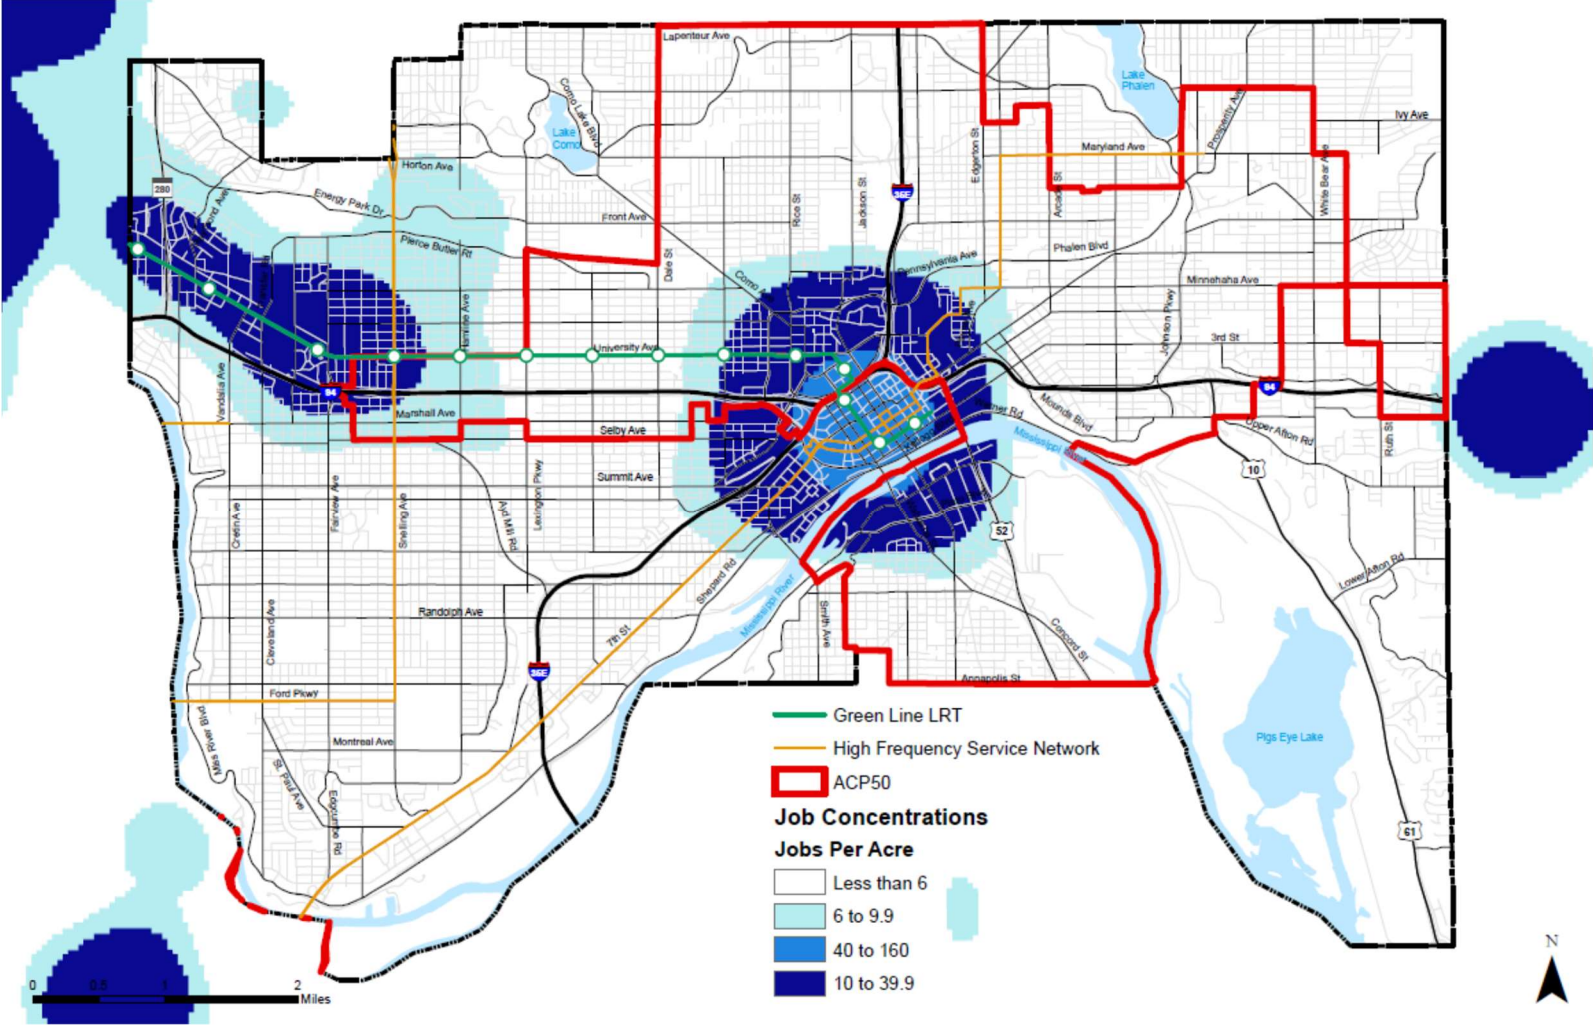 Larpenteur Ave
Lake
Phalen
Como Lake Blvd
Lake
Como
Prosperity Ave
Ivy Ave
Edgerton St
Maryland Ave
Horton Ave
White Bear Ave
280
Energy Park Dr
Rice St
Jackson St
35E
Arcade St
Front Ave
Pierce Butler Rt
Dale St
Phalen Blvd
Como Ave
Pennsylvania Ave
Minnehaha Ave
Hamline Ave
University Ave
Johnson Pkwy
3rd St
Vandalia Ave
94
94
Marshall Ave
Selby Ave
Warner Rd
Mounds Blvd
Mississippi River
Upper Afton Rd
Ruth St
10
Summit Ave
Lexington Pkwy
Cretin Ave
Fairview Ave
Snelling Ave
Ayd Mill Rd
52
Lower Afton Rd
Shepard Rd
Mississippi River
Cleveland Ave
Randolph Ave
7th St
Smith Ave
Concord St
35E
Ford Pkwy
Annapolis St
Miss River Blvd
Montreal Ave
St. Paul Ave
Edgcumbe Rd
Pigs Eye Lake
61
Green Line LRT
High Frequency Service Network
ACP50
Job Concentrations
Jobs Per Acre
Less than 6
6 to 9.9
40 to 160
10 to 39.9
0 0.5 1 2
Miles
N